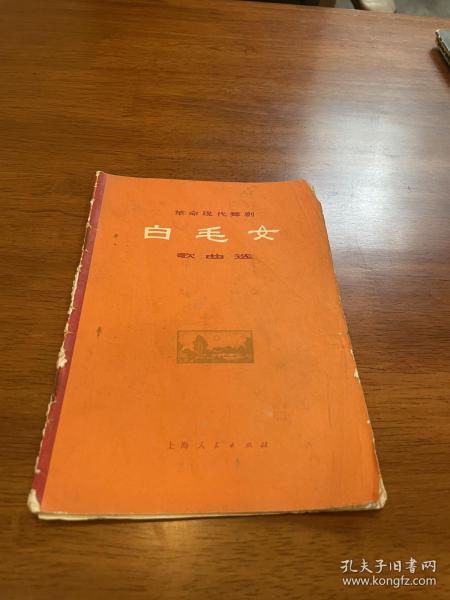 革命现代舞剧
白毛女
歌曲选
上海人民出版社
孔夫子旧书网
www.kongfz.com